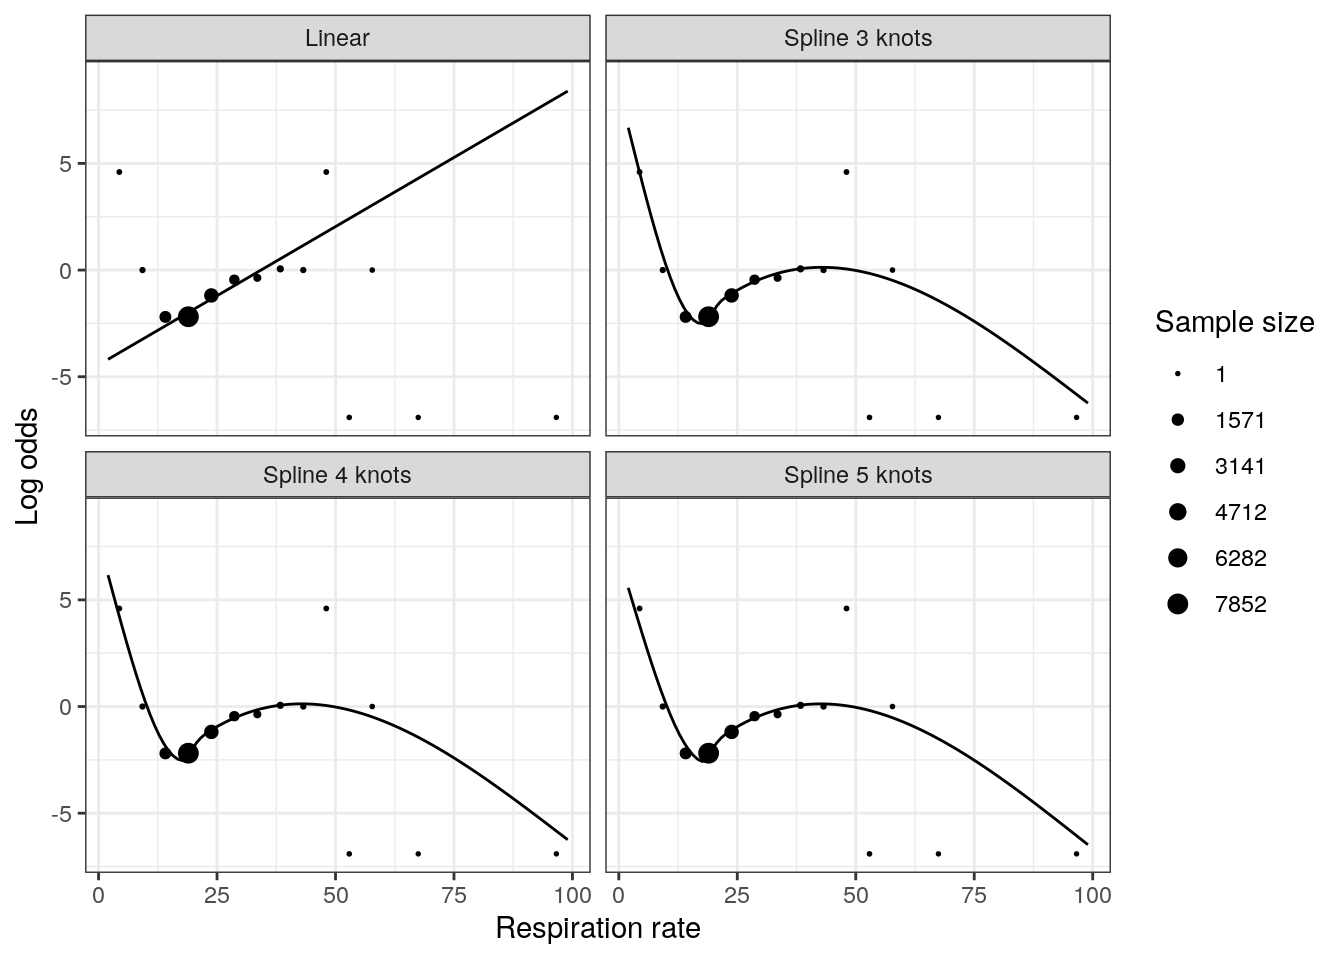 Linear
Spline 3 knots
5
0
-5
Spline 4 knots
Spline 5 knots
5
0
-5
0 25 50 75 100 0 25 50 75 100
Respiration rate
Log odds
Sample size
1
1571
3141
4712
6282
7852